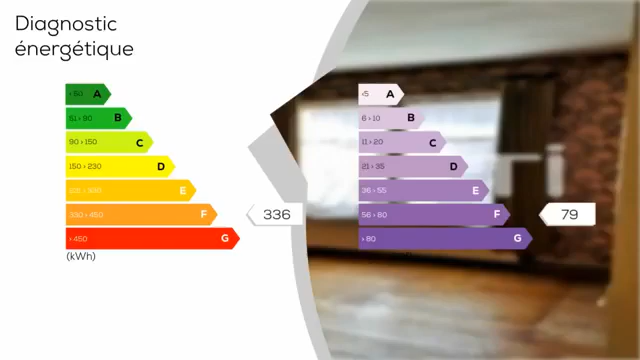 Diagnostic
énergétique
A
51 > 90 B
90 > 150 C
150 > 230 D
E
330 > 450 F
> 450 G
336
(kWh)
<5 A
6 > 10 B
11 > 20 C
21 > 35 D
36 > 55 E
56 > 80 F
> 80 G
79
ri